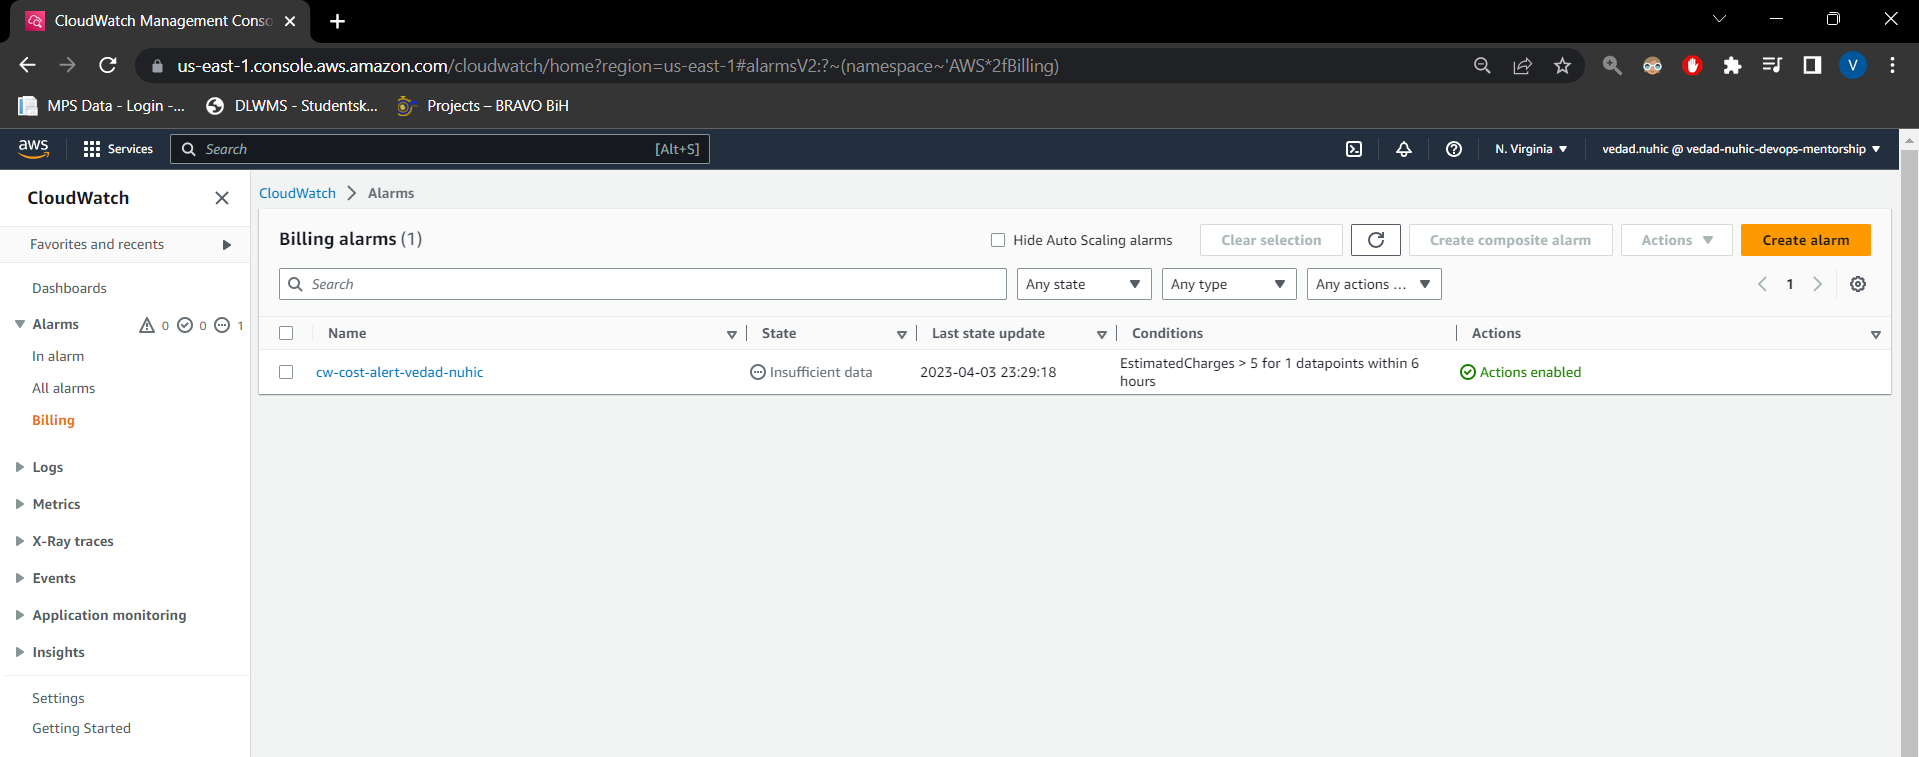 CloudWatch Management Conso
us-east-1.console.aws.amazon.com/cloudwatch/home?region=us-east-1#alarmsV2:?~(namespace~'AWS*2fBilling)
V
MPS Data - Login -...
DLWMS - Studentsk...
Projects – BRAVO BiH
aws
Services
Search
[Alt+S]
N. Virginia
vedad.nuhic @ vedad-nuhic-devops-mentorship
CloudWatch
Favorites and recents
Dashboards
Alarms 0 0 1
In alarm
All alarms
Billing
Logs
Metrics
X-Ray traces
Events
Application monitoring
Insights
Settings
Getting Started
CloudWatch > Alarms
Billing alarms (1)
Hide Auto Scaling alarms
Clear selection
Create composite alarm
Actions
Create alarm
Search
Any state
Any type
Any actions ...
1
Name State Last state update Conditions Actions
cw-cost-alert-vedad-nuhic
Insufficient data
2023-04-03 23:29:18
EstimatedCharges > 5 for 1 datapoints within 6
hours
Actions enabled